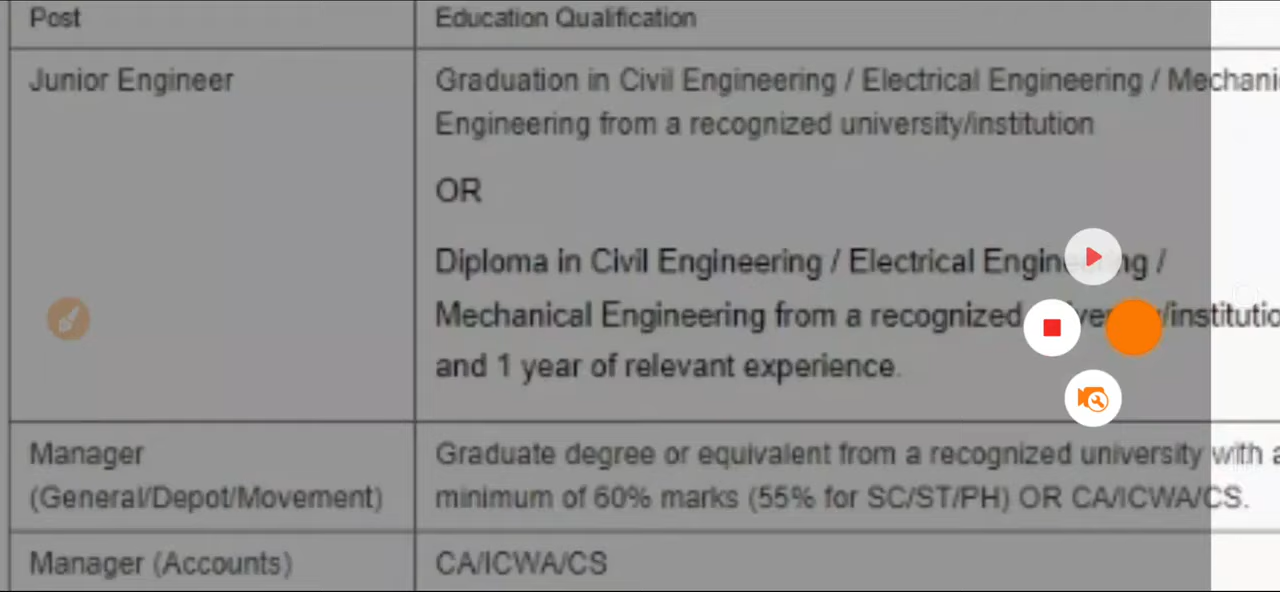 Post
Education Qualification
Junior Engineer
Graduation in Civil Engineering / Electrical Engineering / Mechani
Engineering from a recognized university/institution
OR
Diploma in Civil Engineering / Electrical /
Mechanical Engineering from a recognized
and 1 year of relevant experience.
Manager
(General/Depot/Movement)
Graduate degree or equivalent from a recognized university with a
minimum of 60% marks (55% for SC/ST/PH) OR CA/ICWA/CS.
Manager (Accounts)
CA/ICWA/CS